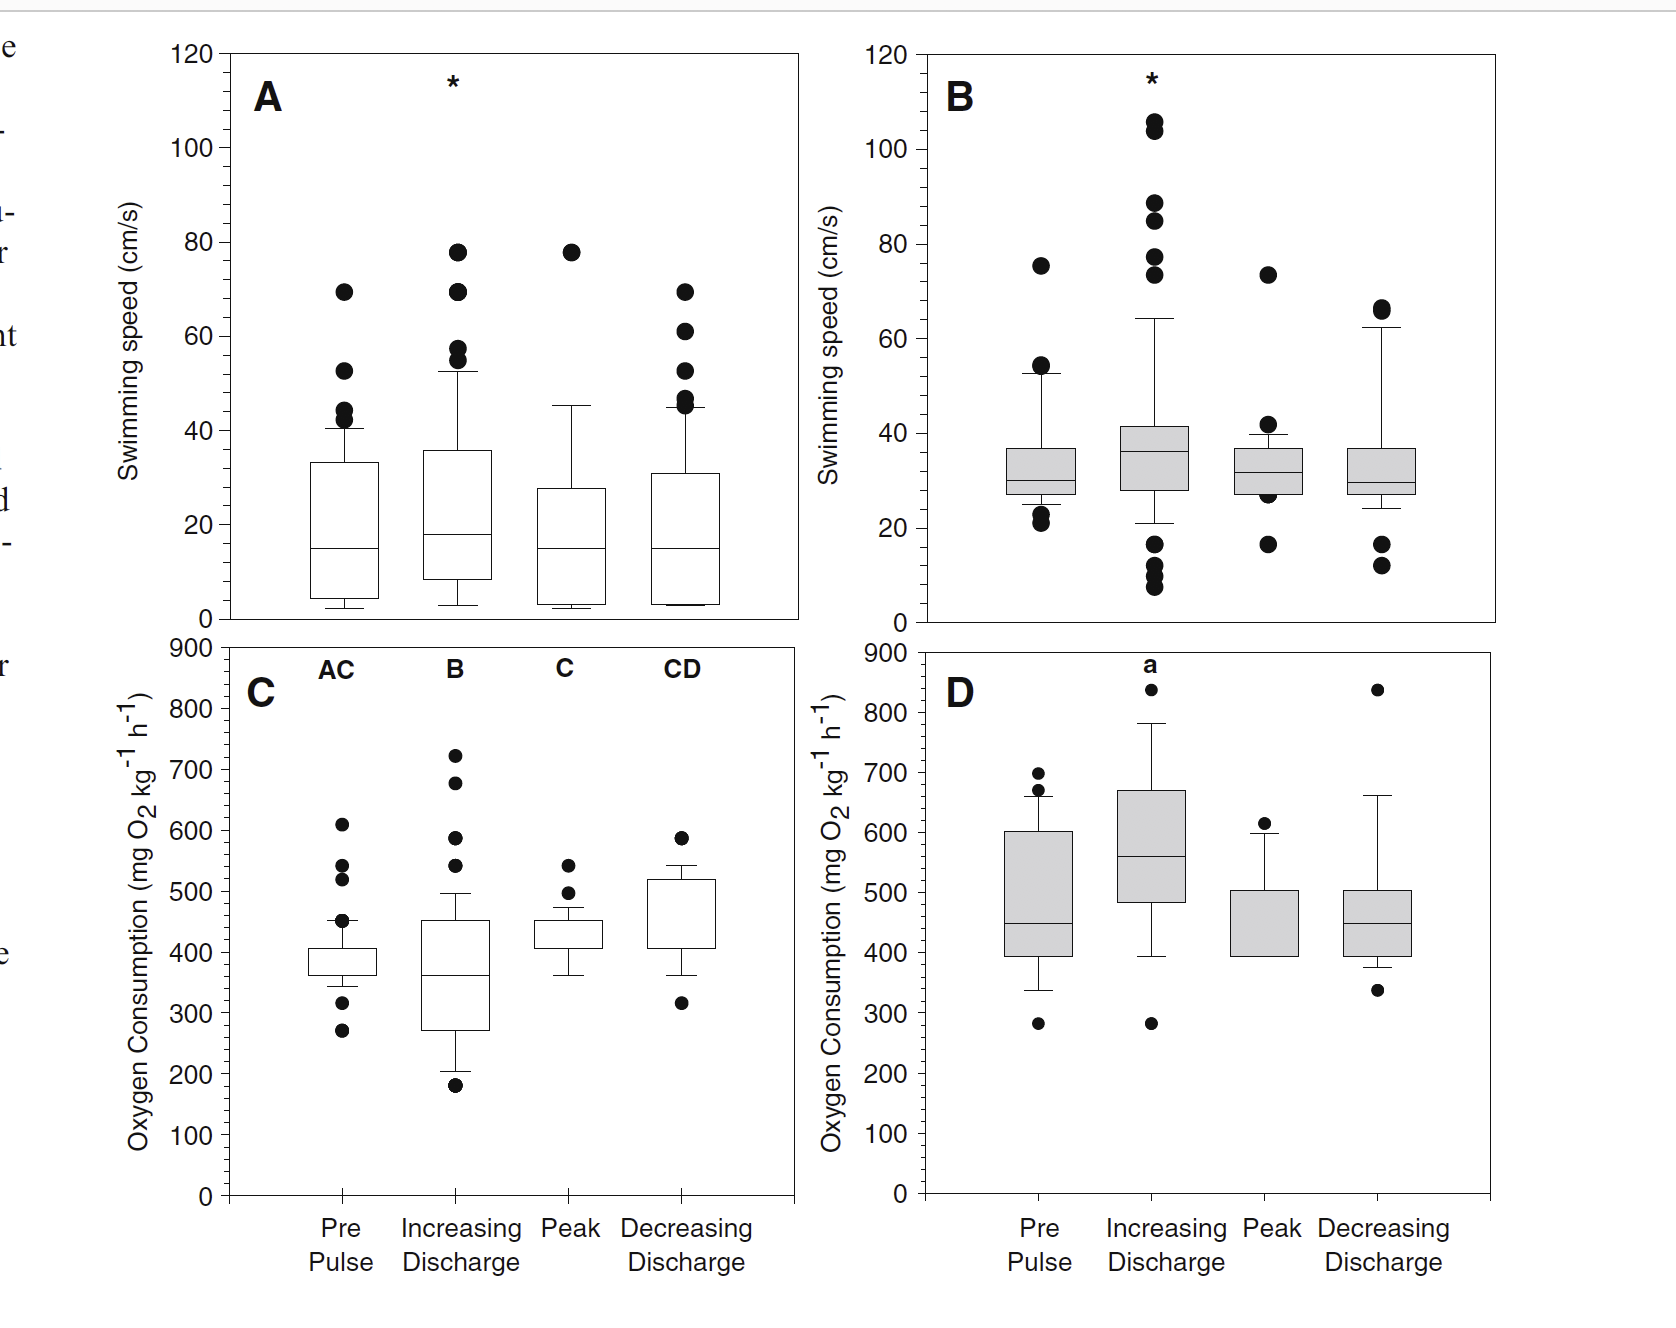 e
-
r
nt
d
-
r
e
A
*
Swimming speed (cm/s)
120
100
80
60
40
20
0
B
*
Swimming speed (cm/s)
120
100
80
60
40
20
0
C
AC B C CD
Oxygen Consumption (mg O2 kg-1 h-1)
900
800
700
600
500
400
300
200
100
0
Pre Increasing Peak Decreasing
Pulse Discharge Discharge
D
a
Oxygen Consumption (mg O2 kg-1 h-1)
900
800
700
600
500
400
300
200
100
0
Pre Increasing Peak Decreasing
Pulse Discharge Discharge